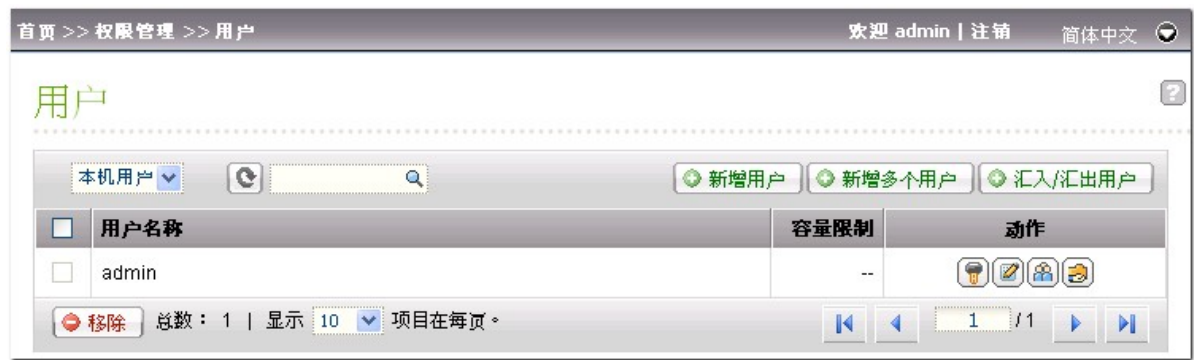 首页 >> 权限管理 >> 用户 欢迎 admin | 注销 简体中文
用户
本机用户 新增用户 新增多个用户 汇入/汇出用户
用户名称 容量限制 动作
admin --
移除 总数： 1 | 显示 10 项目在每页。 1 /1